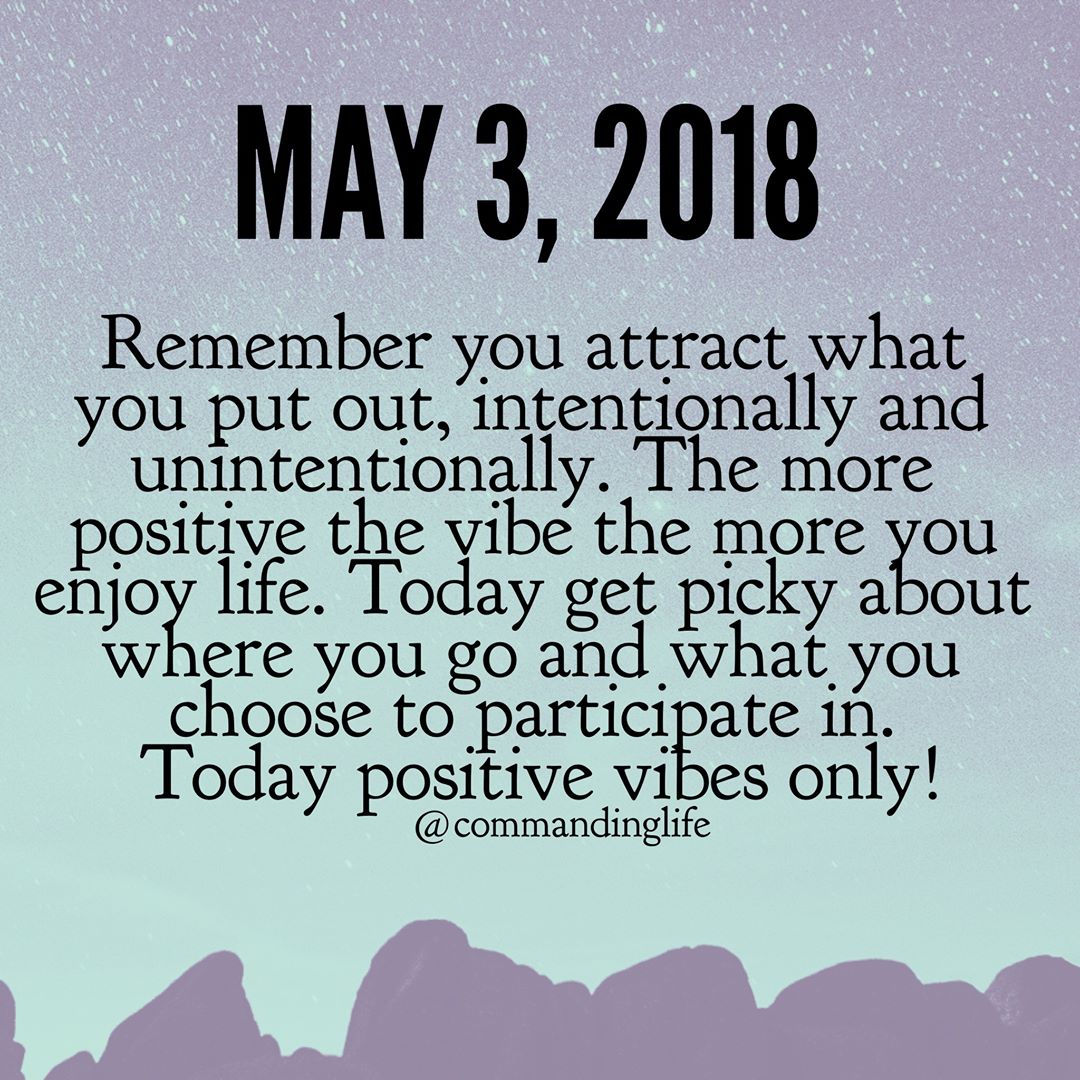 MAY 3, 2018
Remember you attract what
you put out, intentionally and
unintentionally. The more
positive the vibe the more you
enjoy life. Today get picky about
where you go and what you
choose to participate in.
Today positive vibes only!
@commandinglife